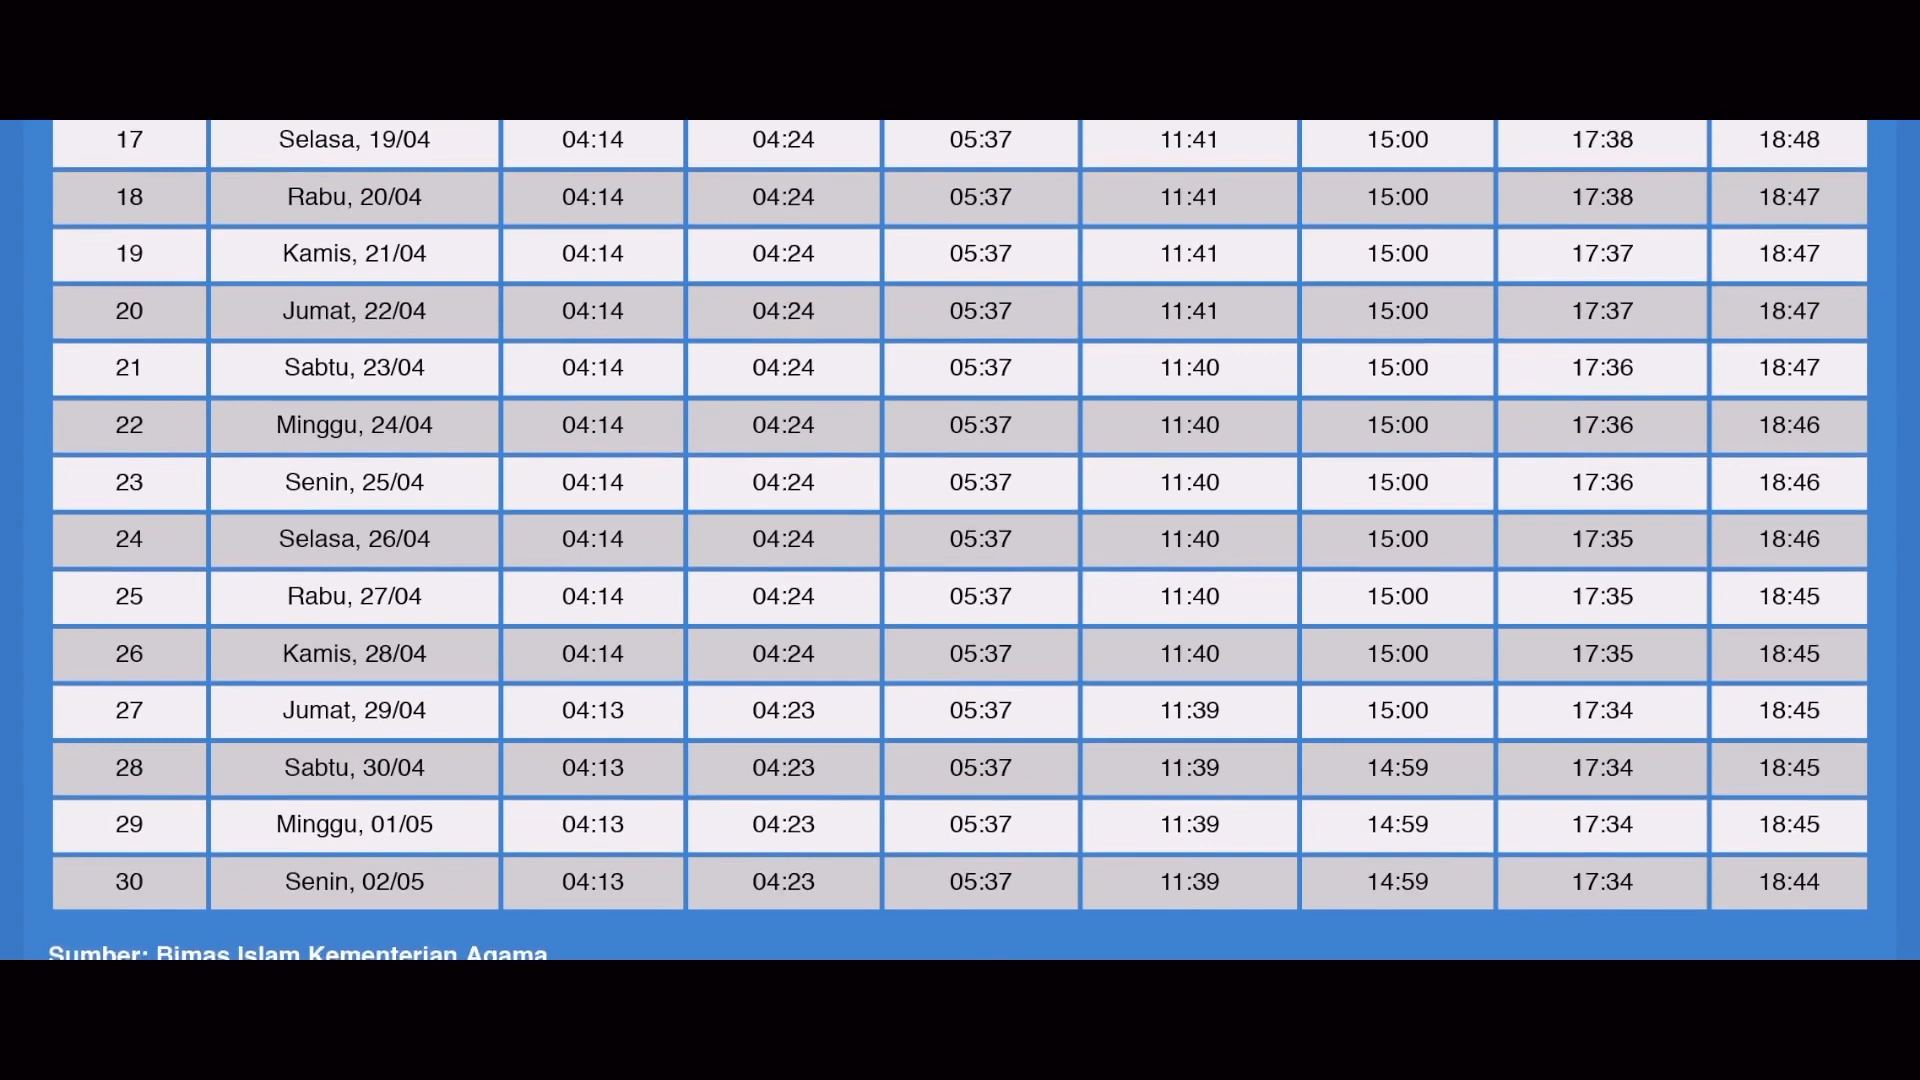 17 Selasa, 19/04 04:14 04:24 05:37 11:41 15:00 17:38 18:48
18 Rabu, 20/04 04:14 04:24 05:37 11:41 15:00 17:38 18:47
19 Kamis, 21/04 04:14 04:24 05:37 11:41 15:00 17:37 18:47
20 Jumat, 22/04 04:14 04:24 05:37 11:41 15:00 17:37 18:47
21 Sabtu, 23/04 04:14 04:24 05:37 11:40 15:00 17:36 18:47
22 Minggu, 24/04 04:14 04:24 05:37 11:40 15:00 17:36 18:46
23 Senin, 25/04 04:14 04:24 05:37 11:40 15:00 17:36 18:46
24 Selasa, 26/04 04:14 04:24 05:37 11:40 15:00 17:35 18:46
25 Rabu, 27/04 04:14 04:24 05:37 11:40 15:00 17:35 18:45
26 Kamis, 28/04 04:14 04:24 05:37 11:40 15:00 17:35 18:45
27 Jumat, 29/04 04:13 04:23 05:37 11:39 15:00 17:34 18:45
28 Sabtu, 30/04 04:13 04:23 05:37 11:39 14:59 17:34 18:45
29 Minggu, 01/05 04:13 04:23 05:37 11:39 14:59 17:34 18:45
30 Senin, 02/05 04:13 04:23 05:37 11:39 14:59 17:34 18:44
Sumber: Bimas Islam Kementerian Agama